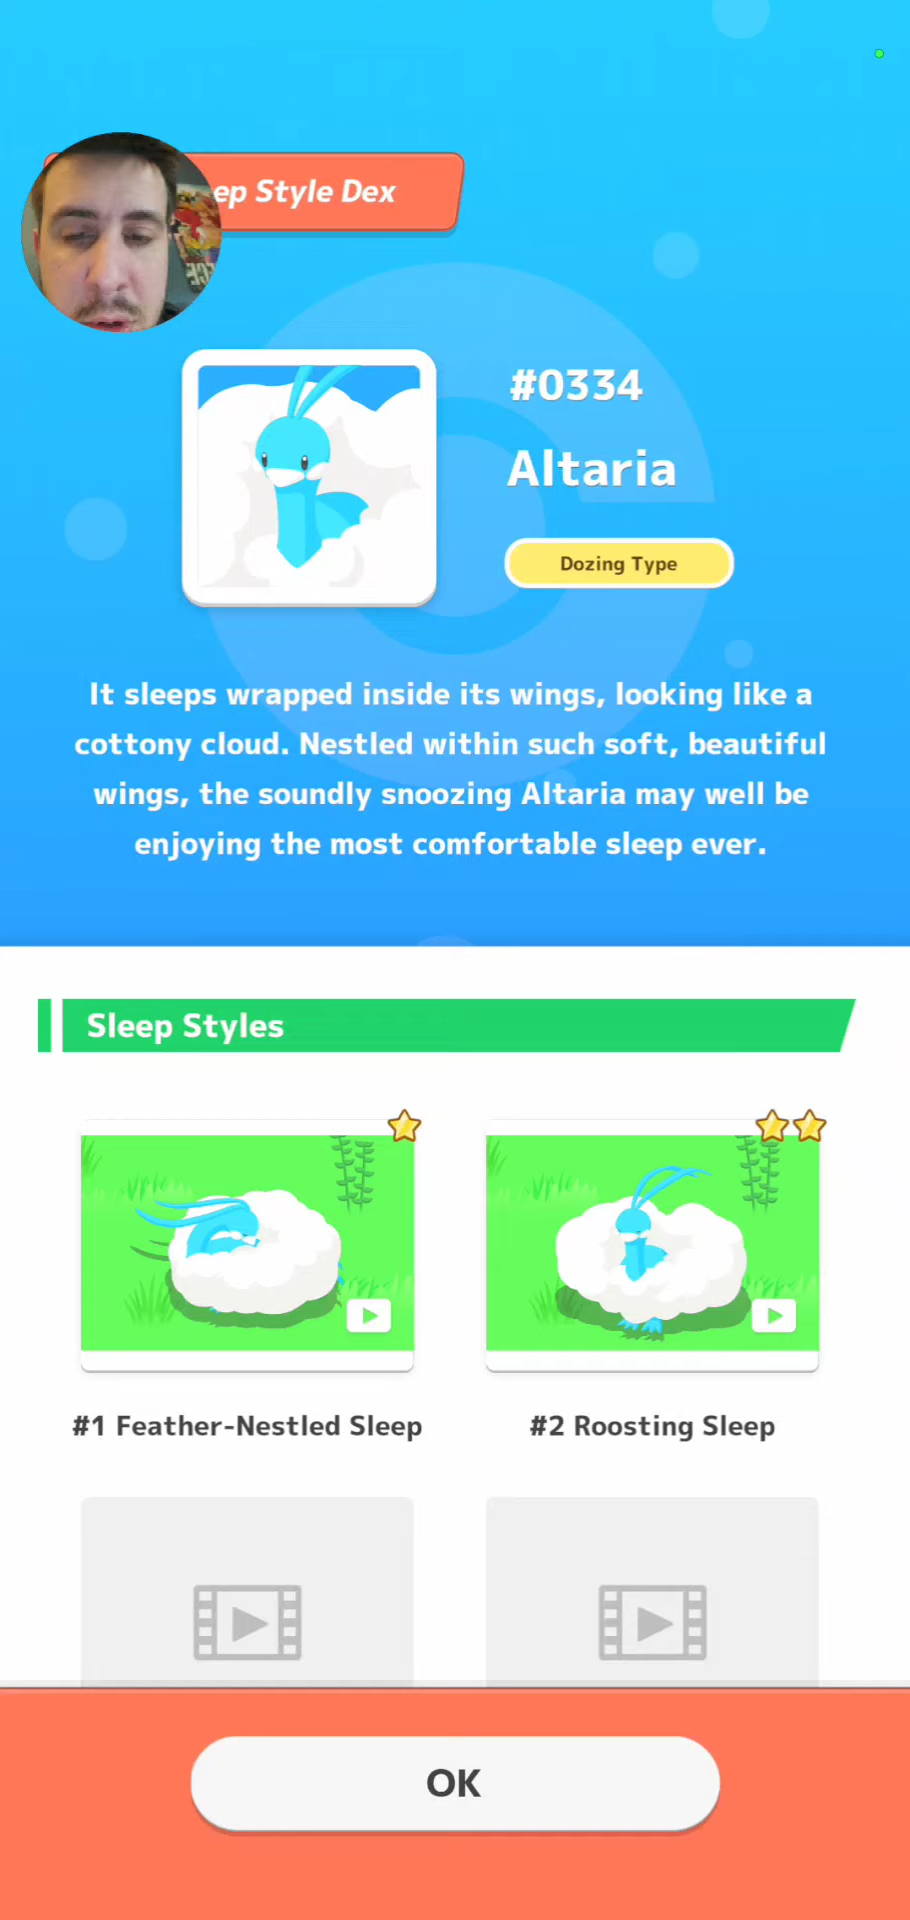 ep Style Dex
#0334
Altaria
Dozing Type
It sleeps wrapped inside its wings, looking like a
cottony cloud. Nestled within such soft, beautiful
wings, the soundly snoozing Altaria may well be
enjoying the most comfortable sleep ever.
Sleep Styles
#1 Feather-Nestled Sleep
#2 Roosting Sleep
OK